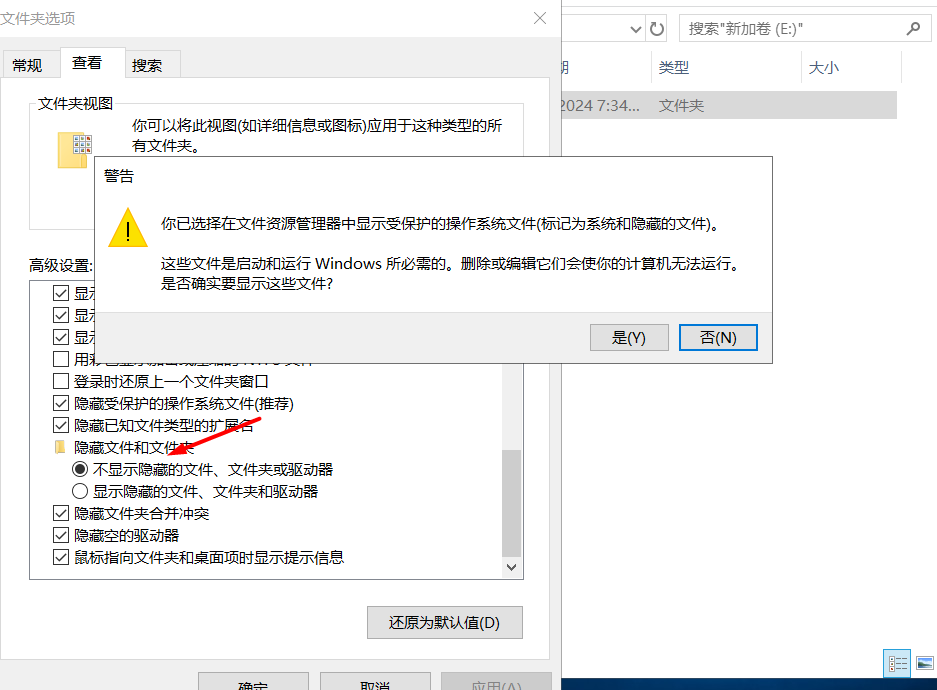 文件夹选项
搜索"新加卷 (E:)"
常规
查看
搜索
期
类型
大小
文件夹视图
2024 7:34...
文件夹
你可以将此视图(如详细信息或图标)应用于这种类型的所
有文件夹。
警告
你已选择在文件资源管理器中显示受保护的操作系统文件(标记为系统和隐藏的文件)。
这些文件是启动和运行 Windows 所必需的。删除或编辑它们会使你的计算机无法运行。
是否确实要显示这些文件?
是(Y)
否(N)
高级设置:
显示
显示
显示
登录时还原上一个文件夹窗口
隐藏受保护的操作系统文件(推荐)
隐藏已知文件类型的扩展名
隐藏文件和文件夹
不显示隐藏的文件、文件夹或驱动器
显示隐藏的文件、文件夹和驱动器
隐藏文件夹合并冲突
隐藏空的驱动器
鼠标指向文件夹和桌面项时显示提示信息
还原为默认值(D)
确定
取消
应用(A)